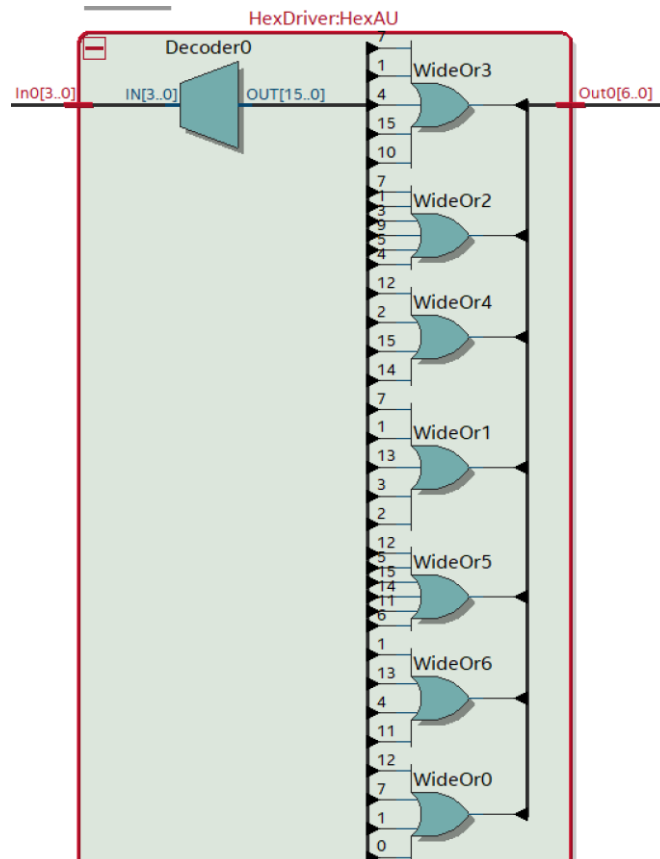 HexDriver:HexAU
Decoder0
In0[3..0]
IN[3..0]
OUT[15..0]
Out0[6..0]
7
1
4
15
10
WideOr3
7
1
3
9
5
4
WideOr2
12
2
15
14
WideOr4
7
1
13
3
2
WideOr1
12
5
15
14
11
6
WideOr5
1
13
4
11
WideOr6
12
7
1
0
WideOr0